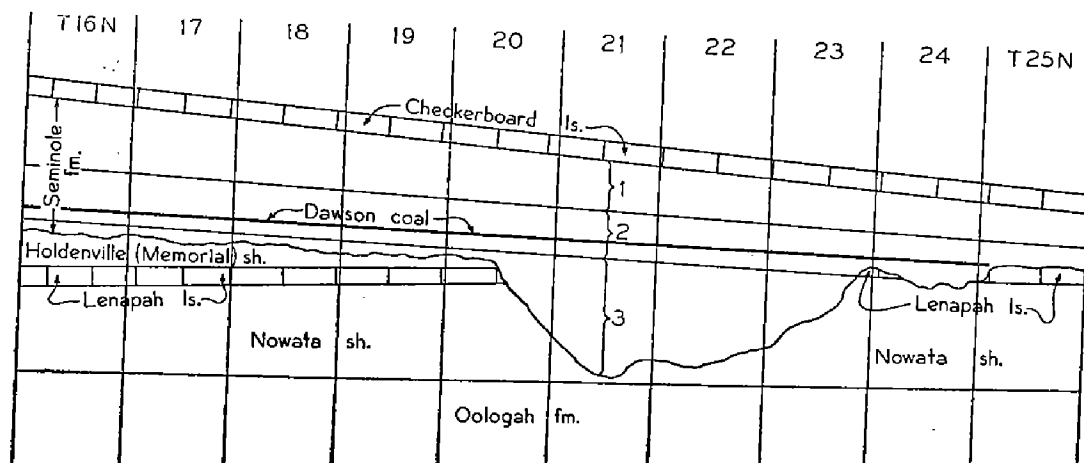 T16N 17 18 19 20 21 22 23 24 T25N
Checkerboard ls.
Seminole fm.
1
Dawson coal
2
Holdenville (Memorial) sh.
Lenapah ls.
Lenapah ls.
3
Nowata sh.
Nowata sh.
Oologah fm.